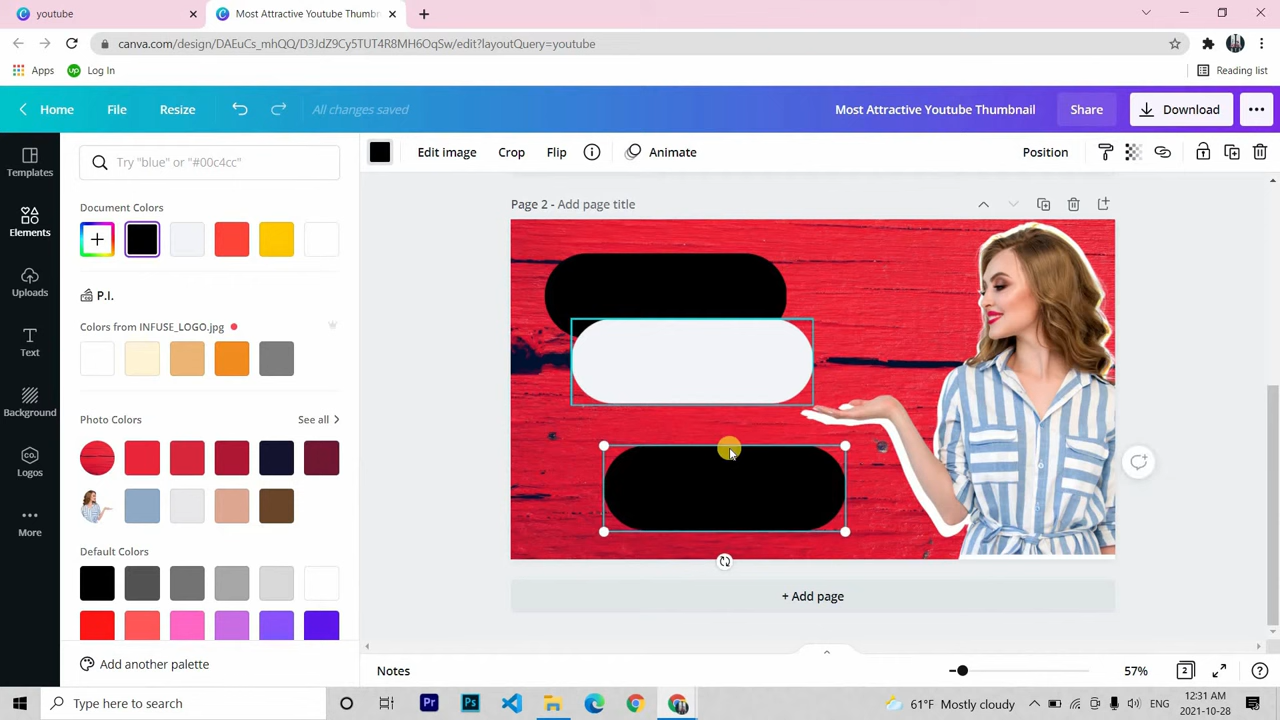 youtube
Most Attractive Youtube Thumbn
canva.com/design/DAEuCs_mhQQ/D3JdZ9Cy5TUT4R8MH6OqSw/edit?layoutQuery=youtube
Apps
Log In
Reading list
Home
File
Resize
All changes saved
Most Attractive Youtube Thumbnail
Share
Download
Templates
Elements
Uploads
Text
Background
Logos
CO.
More
Try "blue" or "#00c4cc"
Document Colors
P.I.
Colors from INFUSE_LOGO.jpg
Photo Colors
See all
Default Colors
Add another palette
Edit image
Crop
Flip
Animate
Position
Page 2 - Add page title
+ Add page
Notes
57%
2
Type here to search
Pr
Ps
61°F Mostly cloudy
ENG
12:31 AM
2021-10-28